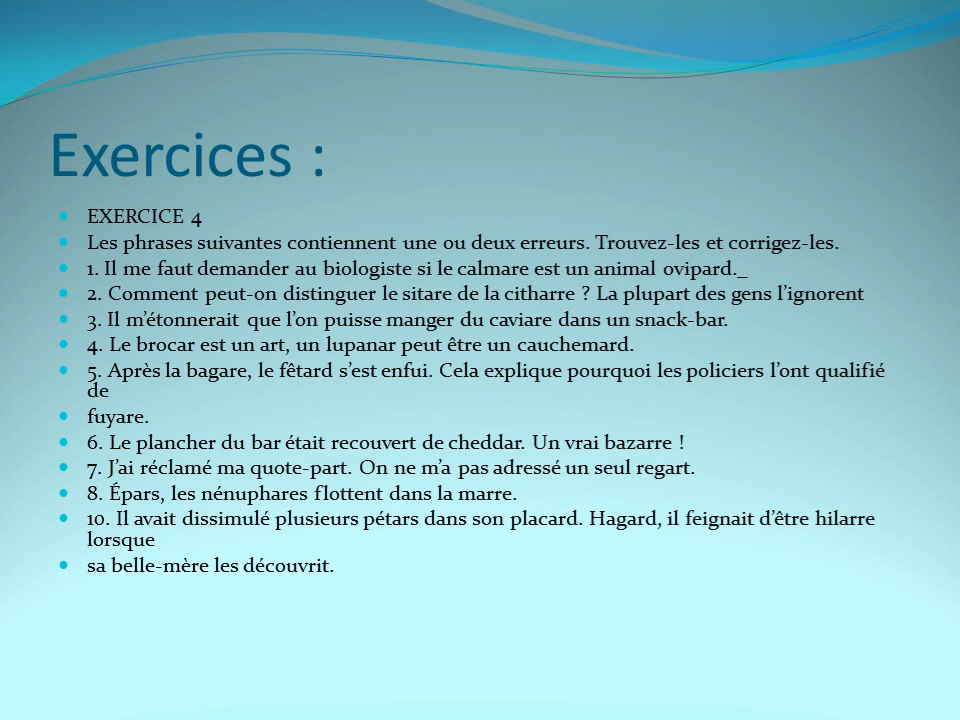 Exercices :
EXERCICE 4
Les phrases suivantes contiennent une ou deux erreurs. Trouvez-les et corrigez-les.
1. Il me faut demander au biologiste si le calmare est un animal ovipard._
2. Comment peut-on distinguer le sitare de la citharre ? La plupart des gens l’ignorent
3. Il m’étonnerait que l’on puisse manger du caviare dans un snack-bar.
4. Le brocar est un art, un lupanar peut être un cauchemard.
5. Après la bagare, le fêtard s’est enfui. Cela explique pourquoi les policiers l’ont qualifié
de
fuyare.
6. Le plancher du bar était recouvert de cheddar. Un vrai bazarre !
7. J’ai réclamé ma quote-part. On ne m’a pas adressé un seul regart.
8. Épars, les nénuphares flottent dans la marre.
10. Il avait dissimulé plusieurs pétars dans son placard. Hagard, il feignait d’être hilarre
lorsque
sa belle-mère les découvrit.